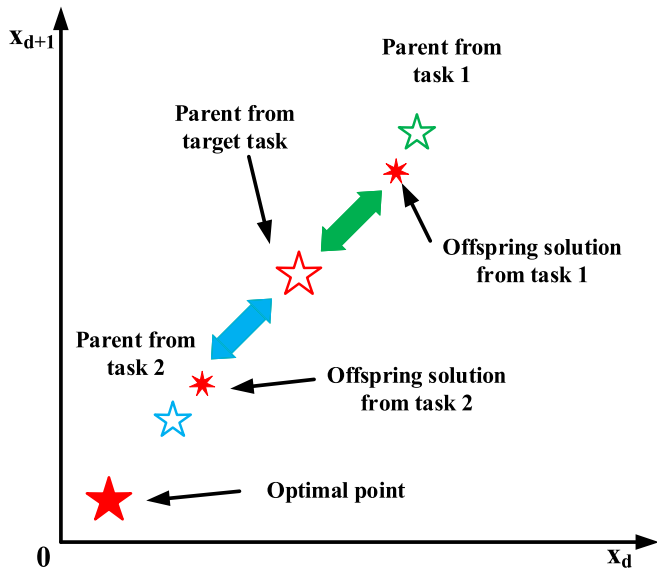 x_{d+1}
Parent from
task 1
Parent from
target task
Offspring solution
from task 1
Parent from
task 2
Offspring solution
from task 2
Optimal point
0
x_d